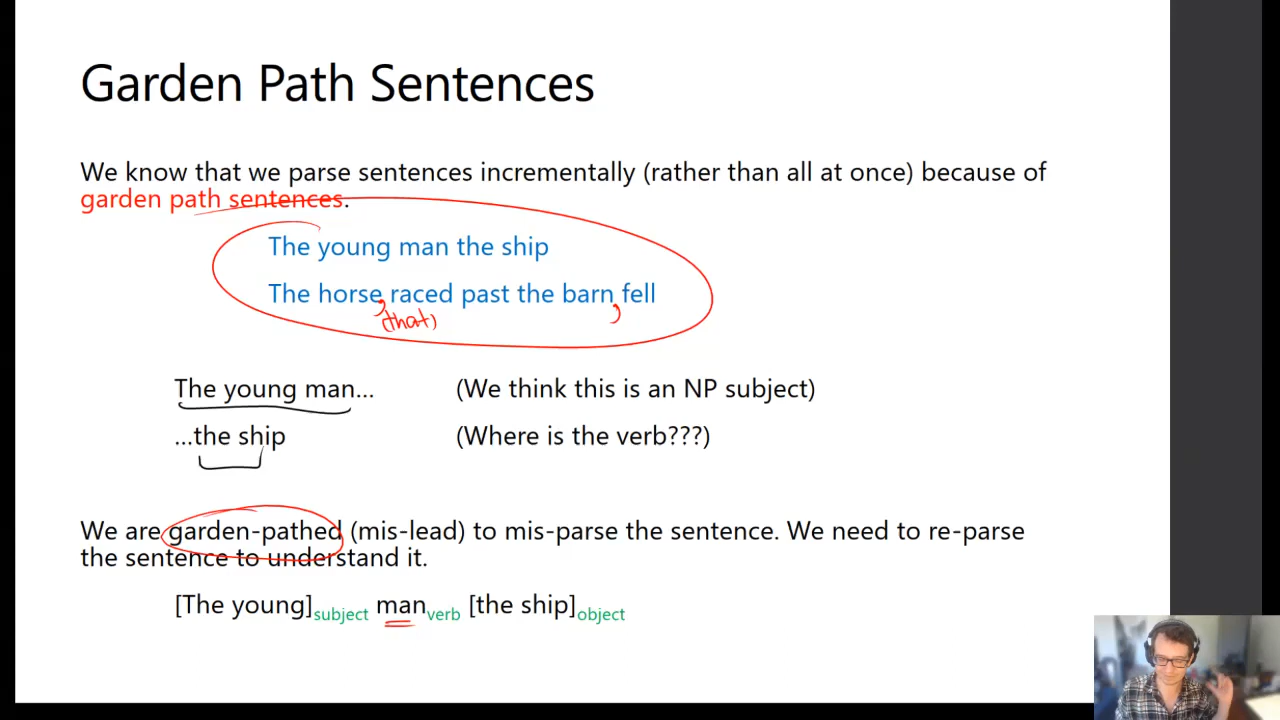 Garden Path Sentences
We know that we parse sentences incrementally (rather than all at once) because of
garden path sentences.
The young man the ship
The horse, raced past the barn, fell
(that)
The young man... (We think this is an NP subject)
...the ship (Where is the verb???)
We are garden-pathed (mis-lead) to mis-parse the sentence. We need to re-parse
the sentence to understand it.
[The young]subject manverb [the ship]object